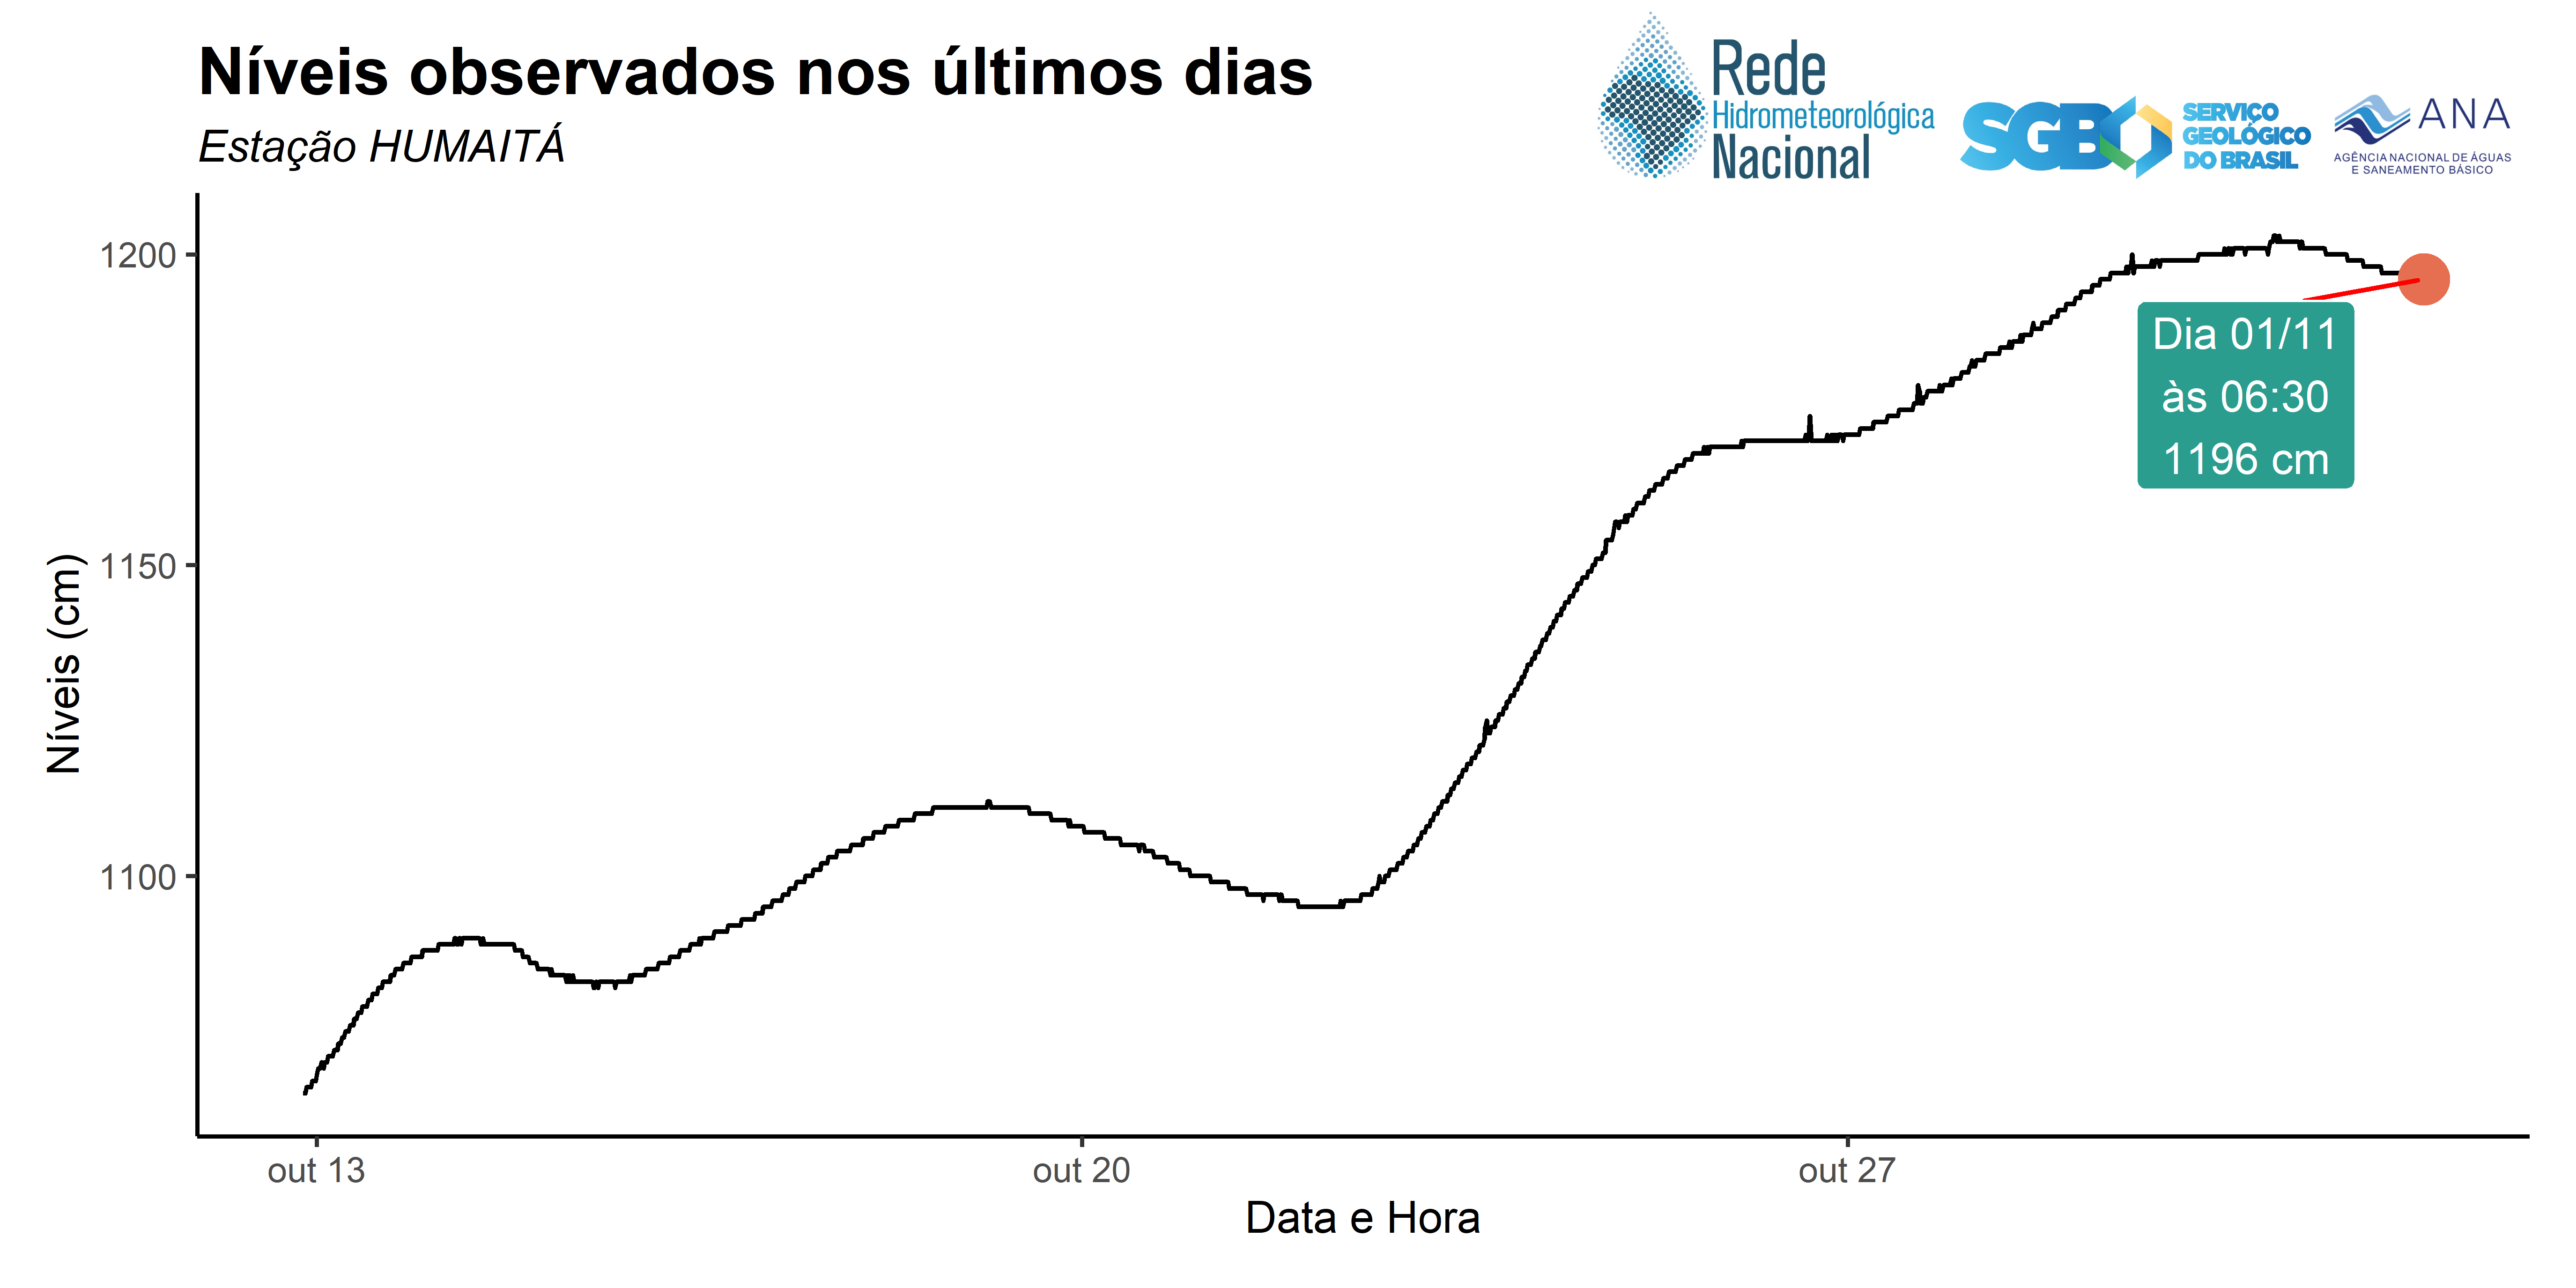 Níveis observados nos últimos dias
Estação HUMAITÁ
Rede
Hidrometeorológica
Nacional
SGB
SERVIÇO
GEOLÓGICO
DO BRASIL
ANA
AGÊNCIA NACIONAL DE ÁGUAS
E SANEAMENTO BÁSICO
Níveis (cm)
1200
1150
1100
Dia 01/11
às 06:30
1196 cm
out 13
out 20
out 27
Data e Hora